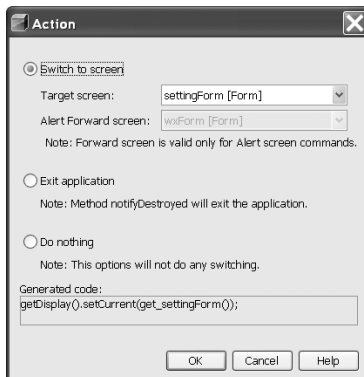 Action
Switch to screen
Target screen: settingForm [Form]
Alert Forward screen: wxForm [Form]
Note: Forward screen is valid only for Alert screen commands.
Exit application
Note: Method notifyDestroyed will exit the application.
Do nothing
Note: This options will not do any switching.
Generated code:
getDisplay().setCurrent(get_settingForm());
OK Cancel Help